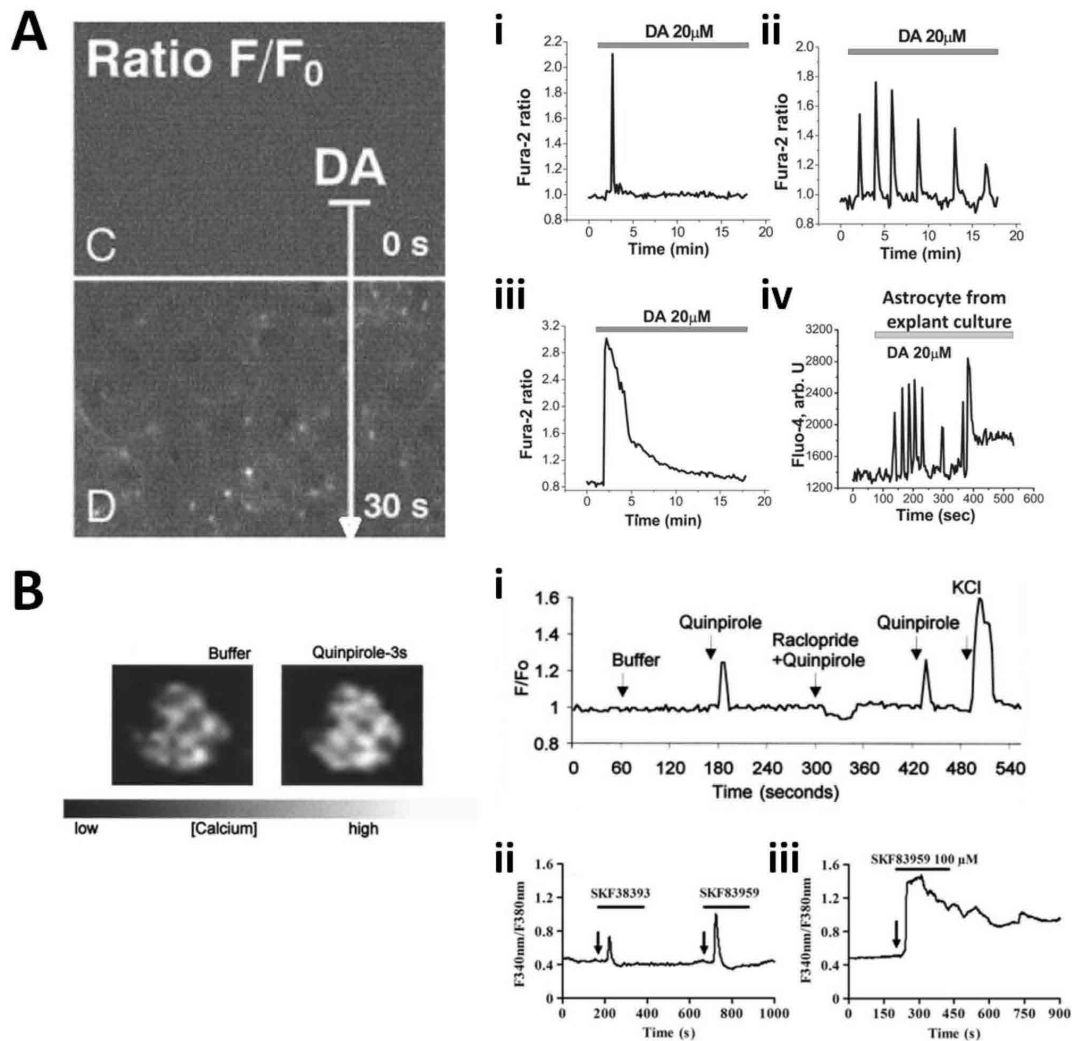 A
Ratio F/F0
DA
C
0 s
D
30 s
i
DA 20µM
Fura-2 ratio
2.2
2.0
1.8
1.6
1.4
1.2
1.0
0.8
0 5 10 15 20
Time (min)
ii
DA 20µM
Fura-2 ratio
2.0
1.8
1.6
1.4
1.2
1.0
0.8
0 5 10 15 20
Time (min)
iii
DA 20µM
Fura-2 ratio
3.2
2.8
2.4
2.0
1.6
1.2
0.8
0 5 10 15 20
Time (min)
iv
Astrocyte from
explant culture
DA 20µM
Fluo-4, arb. U
3200
2800
2400
2000
1600
1200
0 100 200 300 400 500 600
Time (sec)
B
Buffer
Quinpirole-3s
low [Calcium] high
i
F/Fo
1.6
1.4
1.2
1
0.8
Buffer
Quinpirole
Raclopride
+Quinpirole
Quinpirole
KCl
0 60 120 180 240 300 360 420 480 540
Time (seconds)
ii
F340nm/F380nm
1.6
1.2
0.8
0.4
0
SKF38393
SKF83959
0 200 400 600 800 1000
Time (s)
iii
F340nm/F380nm
1.6
1.2
0.8
0.4
0
SKF83959 100 µM
0 150 300 450 600 750 900
Time (s)